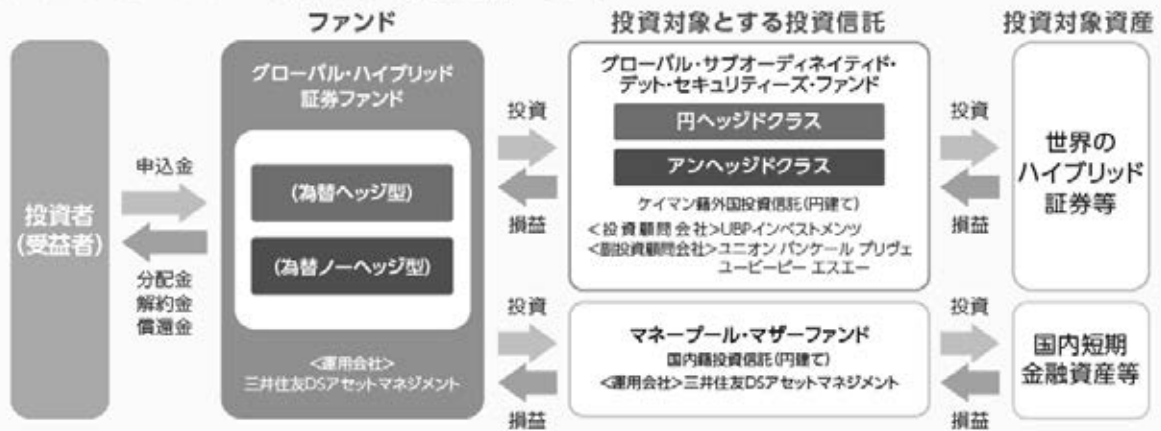 ファンド
投資対象とする投資信託
投資対象資産
投資者
(受益者)
申込金
分配金
解約金
償還金
グローバル・ハイブリッド
証券ファンド
(為替ヘッジ型)
(為替ノーヘッジ型)
<運用会社>
三井住友DSアセットマネジメント
投資
損益
投資
損益
グローバル・サブオーディネイティド・
デット・セキュリティーズ・ファンド
円ヘッジドクラス
アンヘッジドクラス
ケイマン籍外国投資信託(円建て)
<投資顧問会社>UBPインベストメンツ
<副投資顧問会社>ユニオン バンケール プリヴェ
ユービーピー エスエー
マネープール・マザーファンド
国内籍投資信託(円建て)
<運用会社>三井住友DSアセットマネジメント
投資
損益
投資
損益
世界の
ハイブリッド
証券等
国内短期
金融資産等